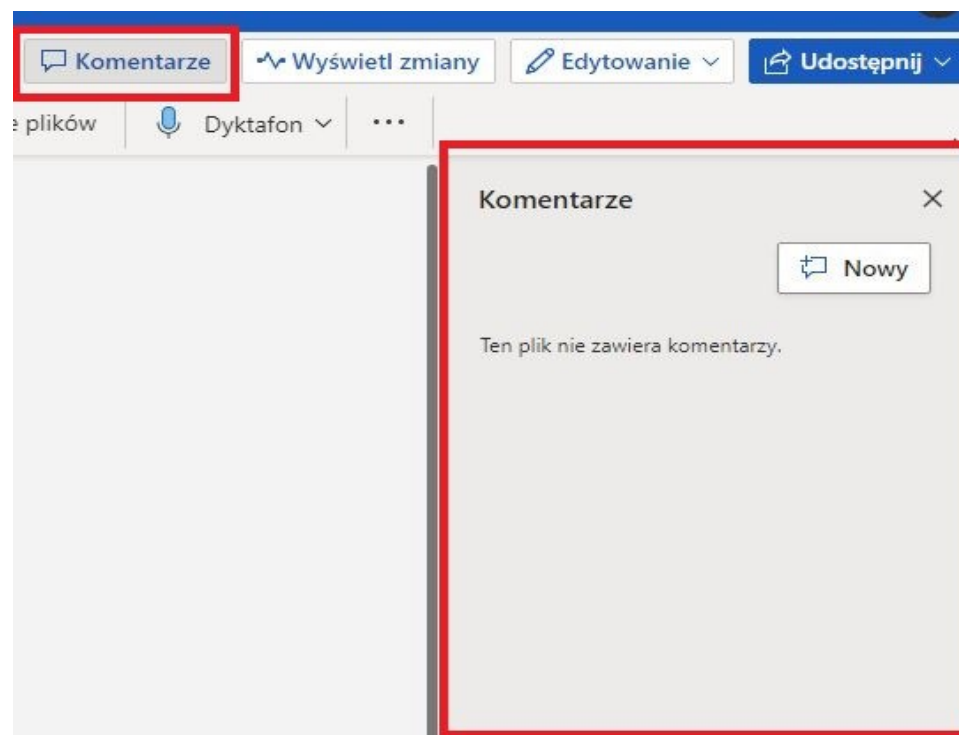 Komentarze Wyświetl zmiany Edytowanie Udostępnij
plików Dyktafon ...
Komentarze
Nowy
Ten plik nie zawiera komentarzy.